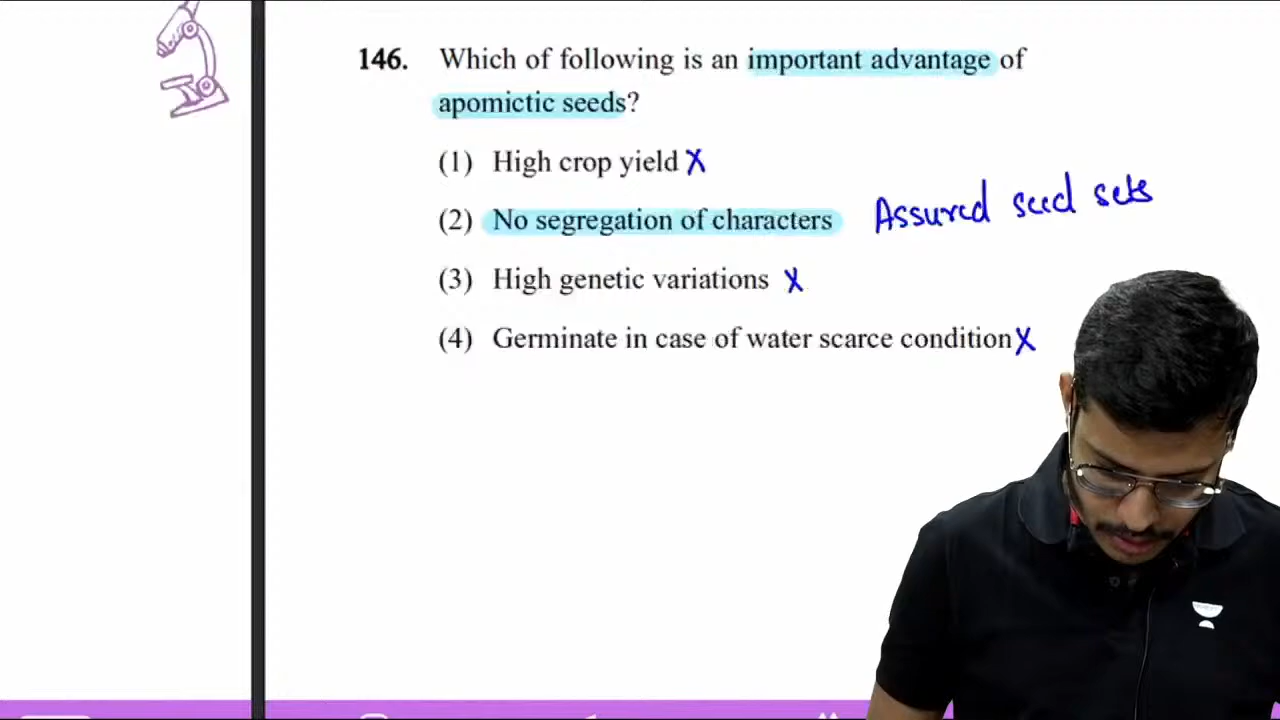 146. Which of following is an important advantage of
apomictic seeds?
(1) High crop yield X
(2) No segregation of characters Assured seed sets
(3) High genetic variations X
(4) Germinate in case of water scarce condition X